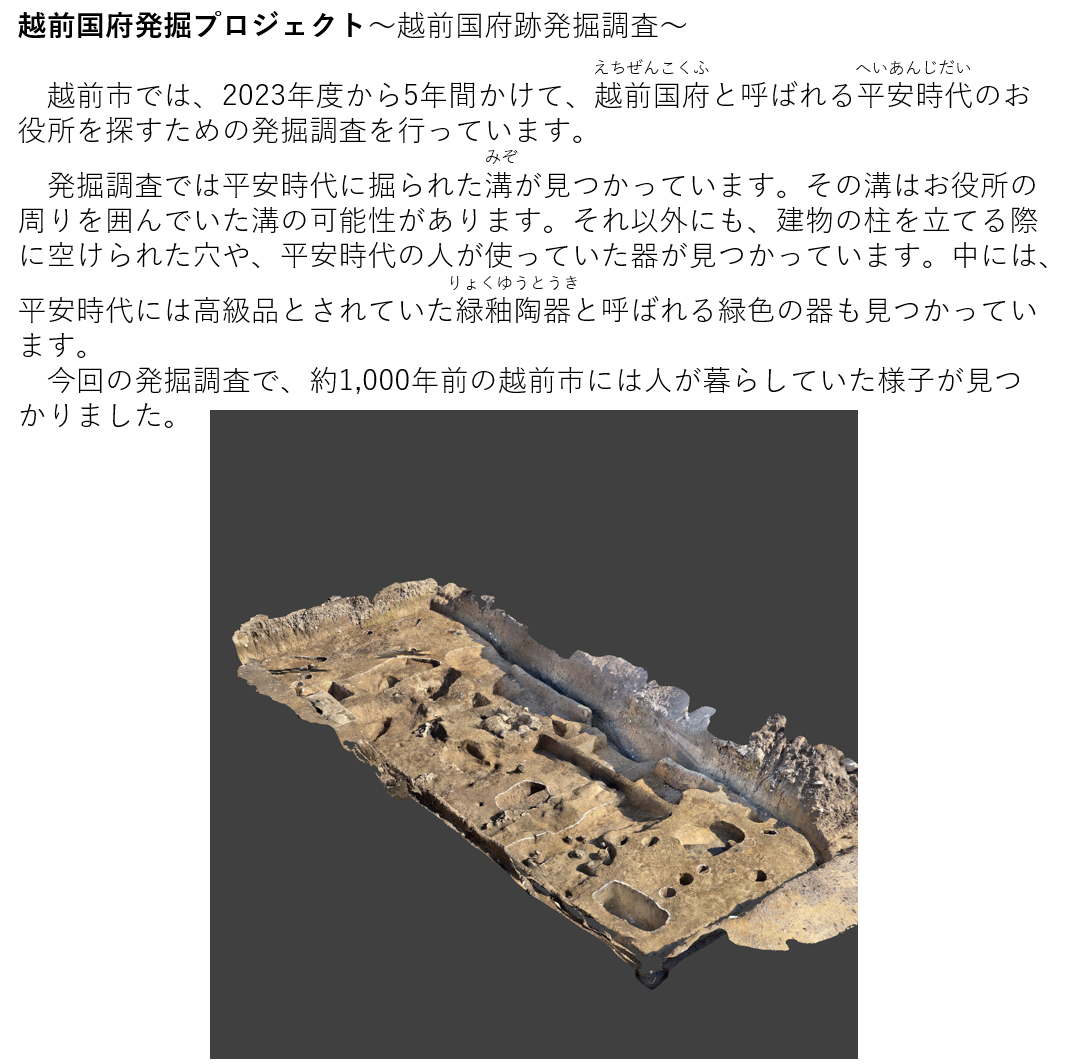 越前国府発掘プロジェクト～越前国府跡発掘調査～
えちぜんこくふ へいあんじだい
越前市では、2023年度から5年間かけて、越前国府と呼ばれる平安時代のお
役所を探すための発掘調査を行っています。
みぞ
発掘調査では平安時代に掘られた溝が見つかっています。その溝はお役所の
周りを囲んでいた溝の可能性があります。それ以外にも、建物の柱を立てる際
に空けられた穴や、平安時代の人が使っていた器が見つかっています。中には、
りょくゆうとうき
平安時代には高級品とされていた緑釉陶器と呼ばれる緑色の器も見つかってい
ます。
今回の発掘調査で、約1,000年前の越前市には人が暮らしていた様子が見つ
かりました。